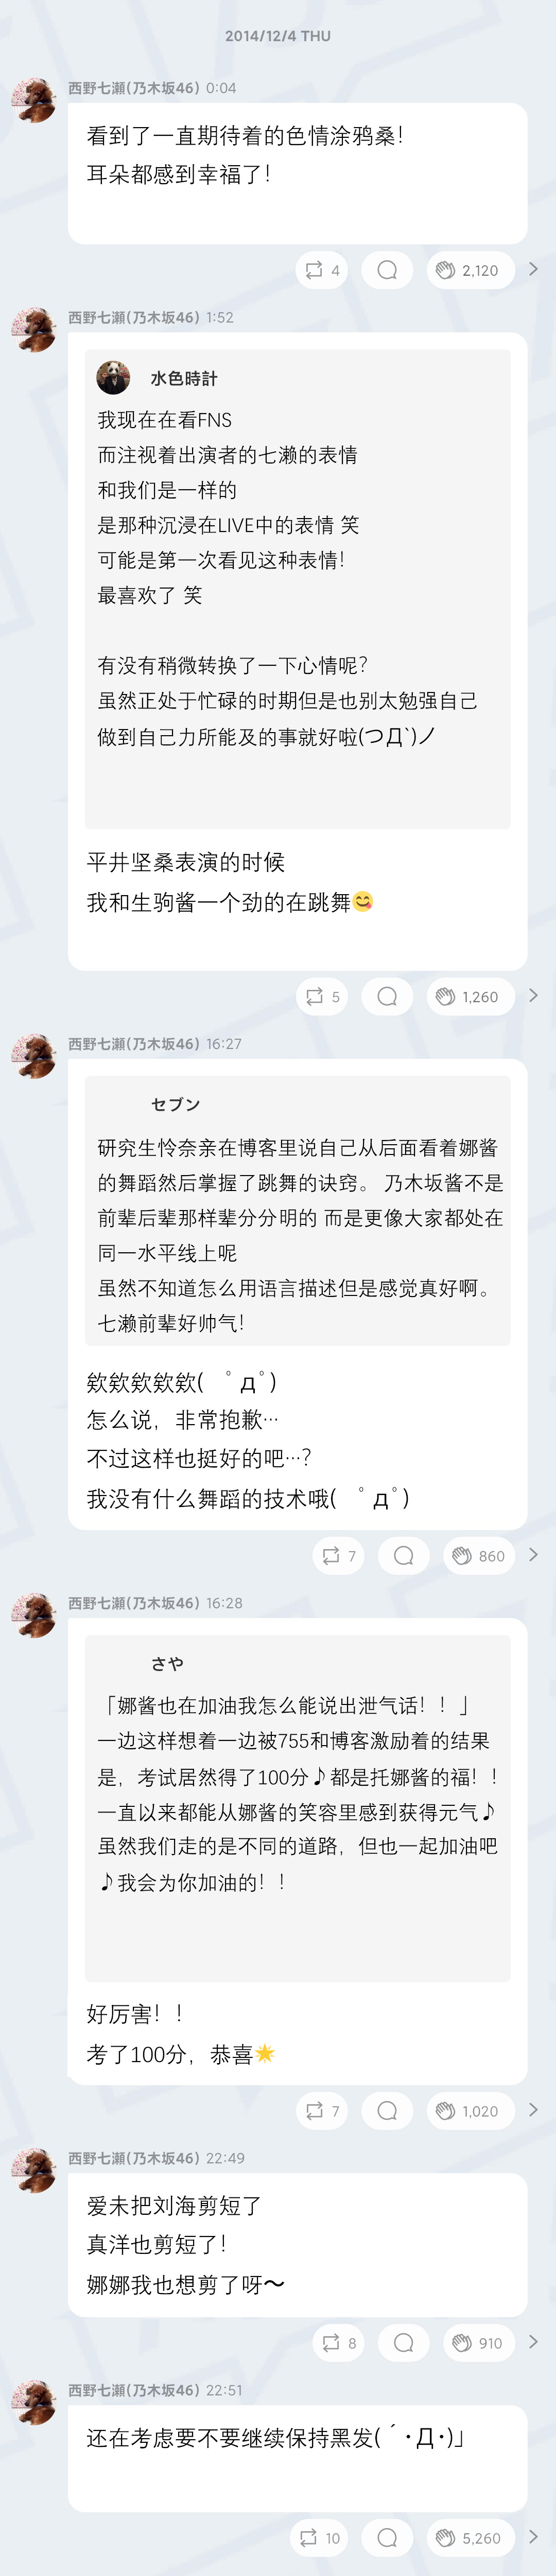 2014/12/4 THU
西野七瀬(乃木坂46) 0:04
看到了一直期待着的色情涂鸦桑！
耳朵都感到幸福了！
4
2,120
西野七瀬(乃木坂46) 1:52
水色時計
我现在在看FNS
而注视着出演者的七濑的表情
和我们是一样的
是那种沉浸在LIVE中的表情 笑
可能是第一次看见这种表情！
最喜欢了 笑
有没有稍微转换了一下心情呢？
虽然正处于忙碌的时期但是也别太勉强自己
做到自己力所能及的事就好啦(つД`)ノ
平井坚桑表演的时候
我和生驹酱一个劲的在跳舞😋
5
1,260
西野七瀬(乃木坂46) 16:27
セブン
研究生怜奈亲在博客里说自己从后面看着娜酱
的舞蹈然后掌握了跳舞的诀窍。 乃木坂酱不是
前辈后辈那样辈分分明的 而是更像大家都处在
同一水平线上呢
虽然不知道怎么用语言描述但是感觉真好啊。
七濑前辈好帅气！
欸欸欸欸欸( ゜д゜)
怎么说，非常抱歉…
不过这样也挺好的吧…？
我没有什么舞蹈的技术哦( ゜д゜)
7
860
西野七瀬(乃木坂46) 16:28
さや
「娜酱也在加油我怎么能说出泄气话！！」
一边这样想着一边被755和博客激励着的结果
是，考试居然得了100分♪都是托娜酱的福！！
一直以来都能从娜酱的笑容里感到获得元气♪
虽然我们走的是不同的道路，但也一起加油吧
♪我会为你加油的！！
好厉害！！
考了100分，恭喜🌟
7
1,020
西野七瀬(乃木坂46) 22:49
爱未把刘海剪短了
真洋也剪短了！
娜娜我也想剪了呀～
8
910
西野七瀬(乃木坂46) 22:51
还在考虑要不要继续保持黑发( ´･Д･)」
10
5,260